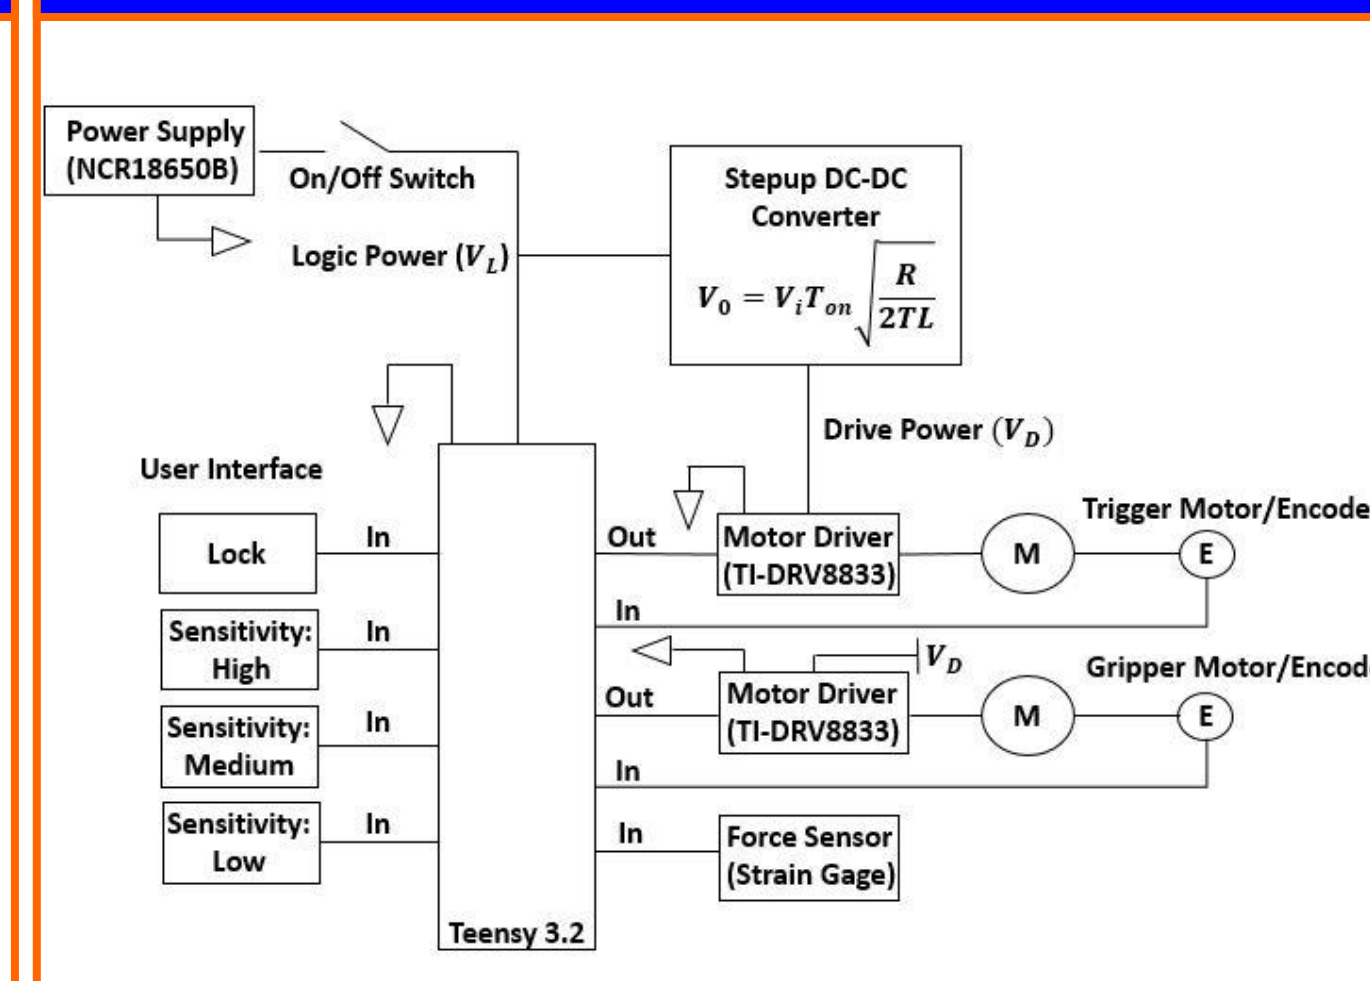 Power Supply
(NCR18650B)
On/Off Switch
Logic Power (V_L)
Stepup DC-DC
Converter
V_0 = V_i T_on √(R / 2TL)
Drive Power (V_D)
User Interface
Lock
In
Sensitivity:
High
In
Sensitivity:
Medium
In
Sensitivity:
Low
In
Teensy 3.2
Out
Motor Driver
(TI-DRV8833)
M
Trigger Motor/Encode
E
In
V_D
Out
Motor Driver
(TI-DRV8833)
M
Gripper Motor/Encod
E
In
In
Force Sensor
(Strain Gage)